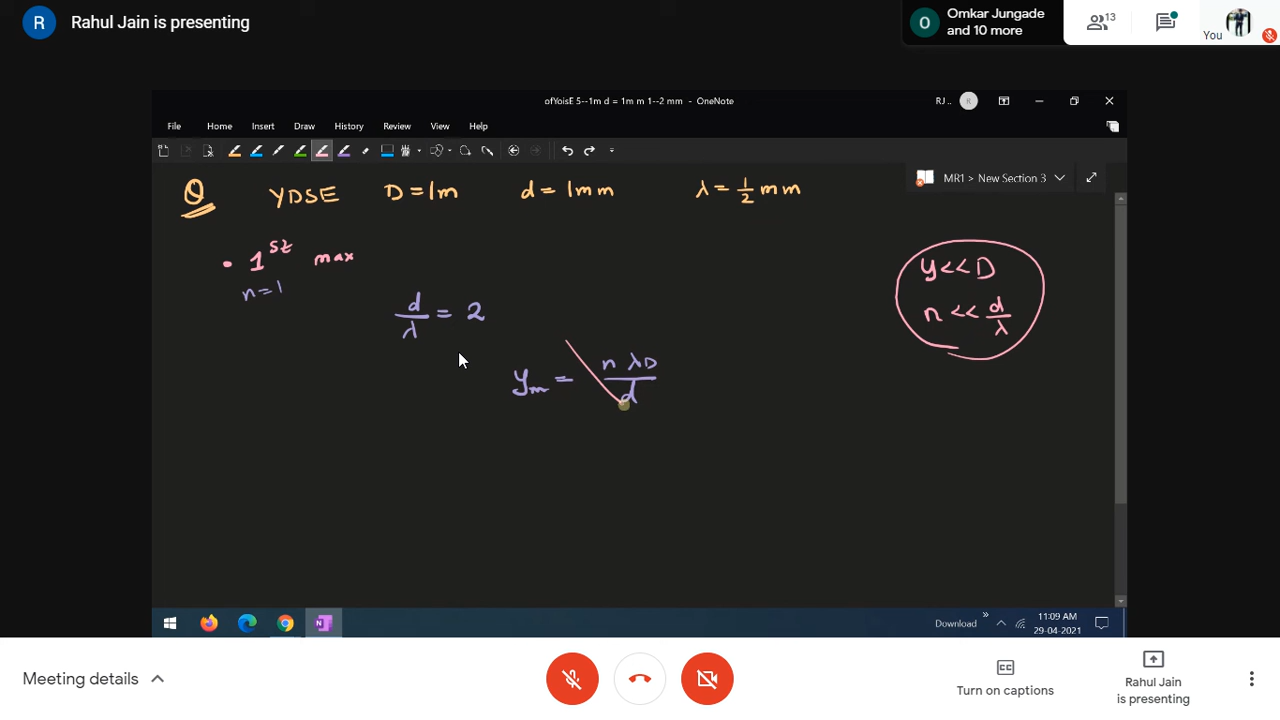 R Rahul Jain is presenting
O Omkar Jungade and 10 more
13
You
ofYoisE 5--1m d = 1m m 1--2 mm - OneNote
RJ .. R
File Home Insert Draw History Review View Help
MR1 > New Section 3
Q YDSE D = 1m d = 1mm λ = 1/2 mm
• 1st max
n = 1
d/λ = 2
ym = n λD/d
y << D
n << d/λ
Download » 11:09 AM
29-04-2021
Meeting details
Turn on captions
Rahul Jain
is presenting